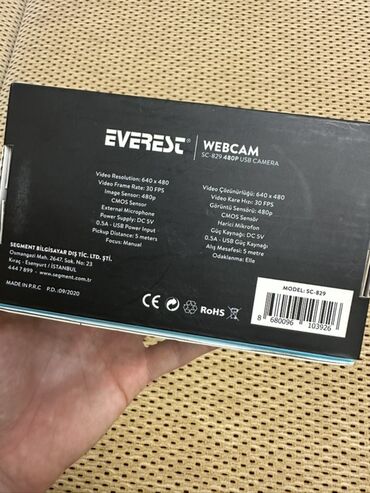 EVEREST®
WEBCAM
SC-829 480P USB CAMERA
Video Resolution: 640 x 480
Video Frame Rate: 30 FPS
Image Sensor: 480p
CMOS Sensor
External Microphone
Power Supply: DC 5V
0.5A - USB Power Input
Pickup Distance: 5 meters
Focus: Manual
Video Çözünürlüğü: 640 x 480
Video Kare Hızı: 30 FPS
Görüntü Sensörü: 480p
CMOS Sensör
Harici Mikrofon
Güç Kaynağı: DC 5V
0.5A - USB Güç Kaynağı
Alış Mesafesi: 5 metre
Odaklanma: Elle
SEGMENT BİLGİSAYAR DIŞ TİC. LTD. ŞTİ.
Osmangazi Mah. 2647. Sok. No: 23
Kıraç - Esenyurt / İSTANBUL
444 7 899 - www.segment.com.tr
MADE IN P.R.C 09/2020
CE RoHS
MODEL: SC-829
8 680096 103926